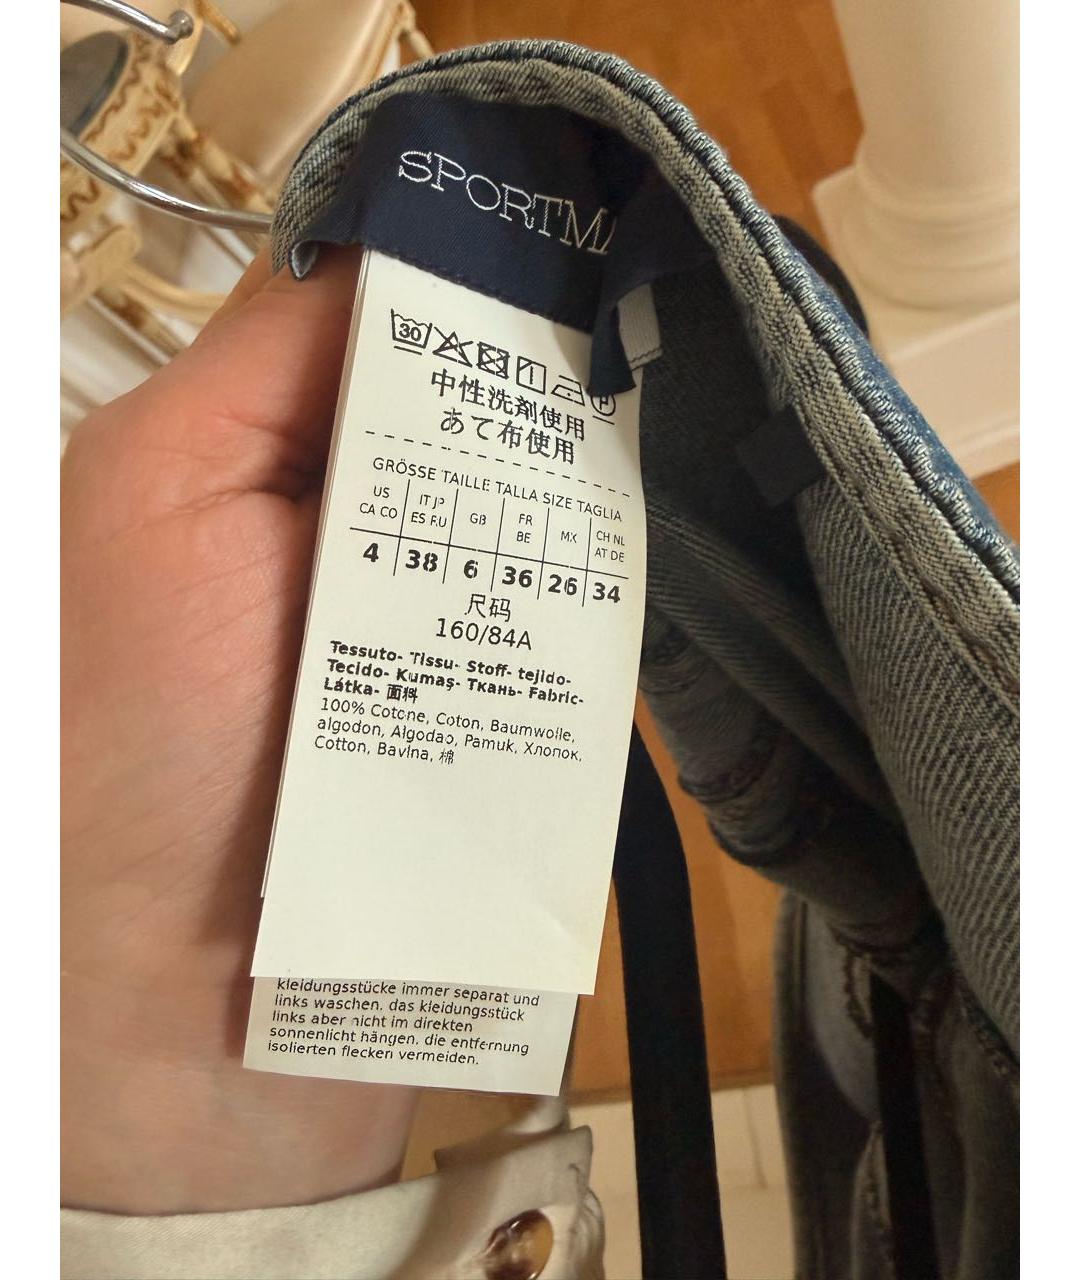 SPORTMA
30
P
中性洗剤使用
あて布使用
GRÖSSE TAILLE TALLA SIZE TAGLIA
US CA CO | IT JP ES RU | GB | FR BE | MX | CH NL AT DE
4 | 38 | 6 | 36 | 26 | 34
尺码
160/84A
Tessuto- Tissu- Stoff- tejido-
Tecido- Kumaş- Ткань- Fabric-
Látka- 面料
100% Cotone, Coton, Baumwolle,
algodon, Algodao, Pamuk, Хлопок,
Cotton, Bavlna, 棉
kleidungsstücke immer separat und
links waschen. das kleidungsstück
links aber nicht im direkten
sonnenlicht hängen. die entfernung
isolierten flecken vermeiden.